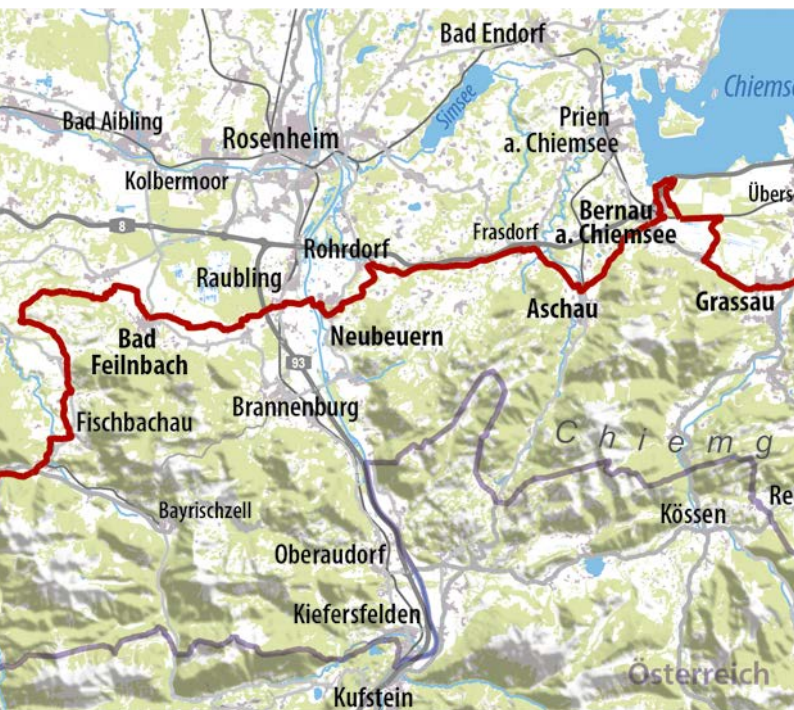 Bad Endorf
Chiems
Simsee
Bad Aibling
Rosenheim
Prien
a. Chiemsee
Kolbermoor
Übers
Bernau
a. Chiemsee
8
Frasdorf
Rohrdorf
Raubling
Aschau
Grassau
Neubeuern
Bad
Feilnbach
93
Brannenburg
Fischbachau
Chiemg
Bayrischzell
Re
Kössen
Oberaudorf
Kiefersfelden
Österreich
Kufstein